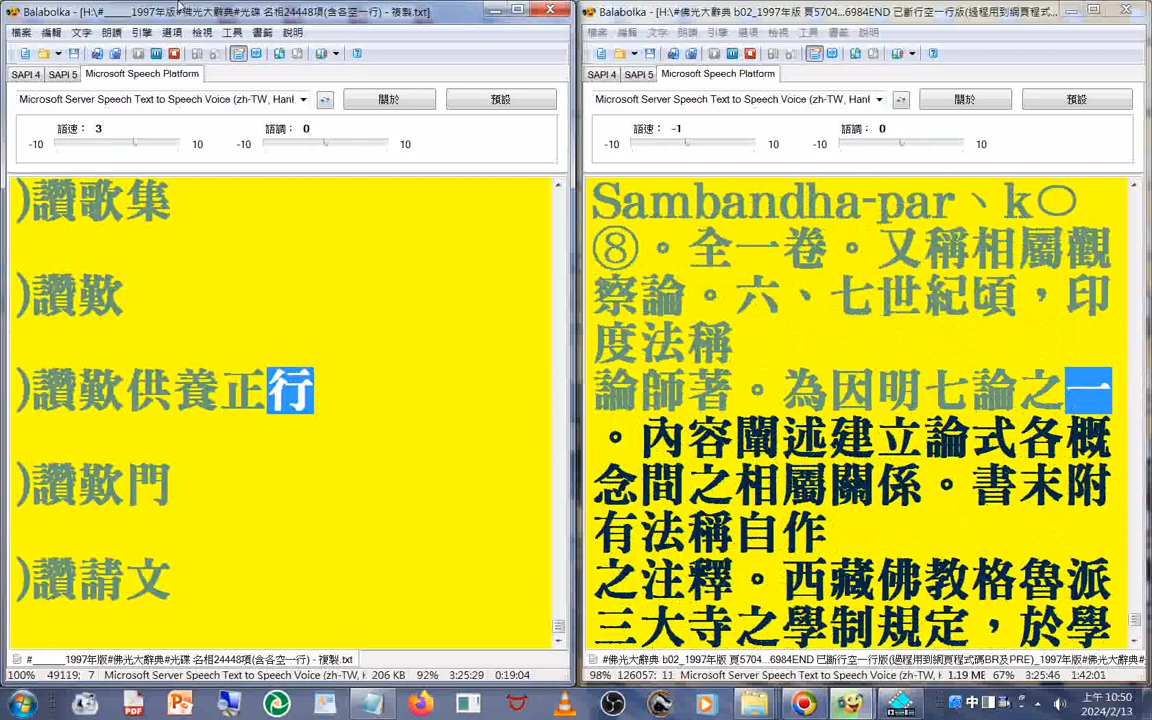 Balabolka - [H:\#_____1997年版#佛光大辭典#光碟 名相24448項(含各空一行) - 複製.txt]
檔案 編輯 文字 朗讀 引擎 選項 檢視 工具 書籤 說明
SAPI 4 SAPI 5 Microsoft Speech Platform
Microsoft Server Speech Text to Speech Voice (zh-TW, HanI
關於
預設
語速： 3 語調： 0
-10 10 -10 10
)讚歌集
)讚歎
)讚歎供養正行
)讚歎門
)讚請文
#_____1997年版#佛光大辭典#光碟 名相24448項(含各空一行) - 複製.txt
100% 49119; 7 Microsoft Server Speech Text to Speech Voice (zh-TW, H 206 KB 92% 3:25:29 0:19:04
Balabolka - [H:\#佛光大辭典 b02_1997年版 頁5704...6984END 已斷行空一行版(過程用到網頁程式...
檔案 編輯 文字 朗讀 引擎 選項 檢視 工具 書籤 說明
SAPI 4 SAPI 5 Microsoft Speech Platform
Microsoft Server Speech Text to Speech Voice (zh-TW, HanI
關於
預設
語速： -1 語調： 0
-10 10 -10 10
Sambandha-par、k○
⑧。全一卷。又稱相屬觀
察論。六、七世紀頃，印
度法稱
論師著。為因明七論之一
。內容闡述建立論式各概
念間之相屬關係。書末附
有法稱自作
之注釋。西藏佛教格魯派
三大寺之學制規定，於學
#佛光大辭典 b02_1997年版 頁5704...6984END 已斷行空一行版(過程用到網頁程式碼BR及PRE)_1997年版#佛光大辭典#
98% 126057: 1 Microsoft Server Speech Text to Speech Voice (zh-TW, H 1.19 MB 67% 3:25:46 1:42:01
中
上午 10:50
2024/2/13